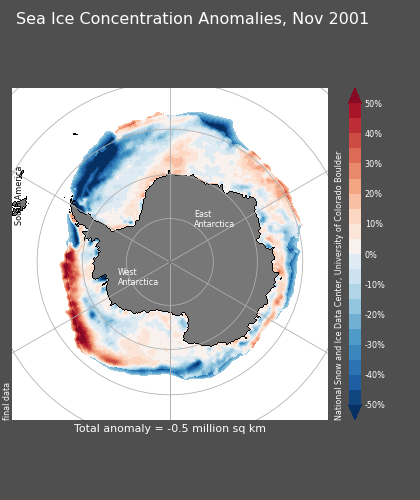 Sea Ice Concentration Anomalies, Nov 2001
South America
East
Antarctica
West
Antarctica
final data
50%
40%
30%
20%
10%
0%
-10%
-20%
-30%
-40%
-50%
National Snow and Ice Data Center, University of Colorado Boulder
Total anomaly = -0.5 million sq km